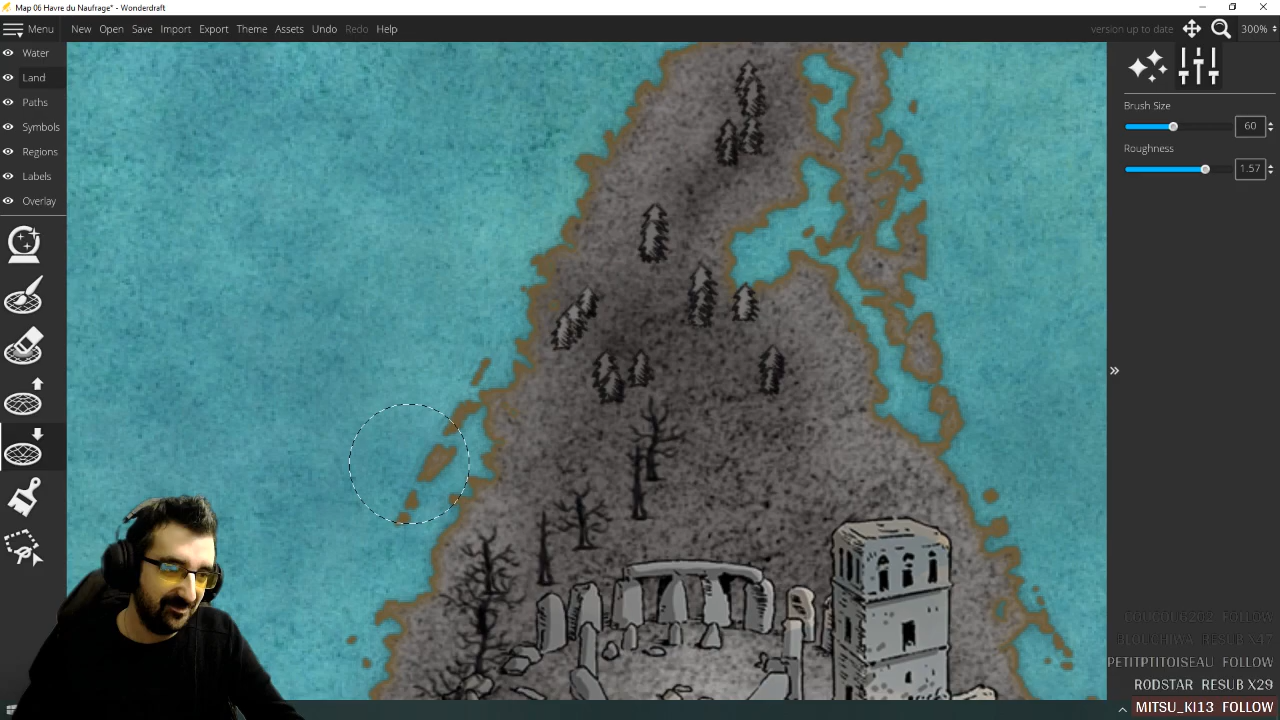 Map 06 Havre du Naufrage* - Wonderdraft
Menu New Open Save Import Export Theme Assets Undo Redo Help version up to date 300%
Water
Land
Paths
Symbols
Regions
Labels
Overlay
Brush Size
60
Roughness
1.57
RESUB X47
PETITPTITOISEAU FOLLOW
RODSTAR RESUB X29
MITSU_KI13 FOLLOW